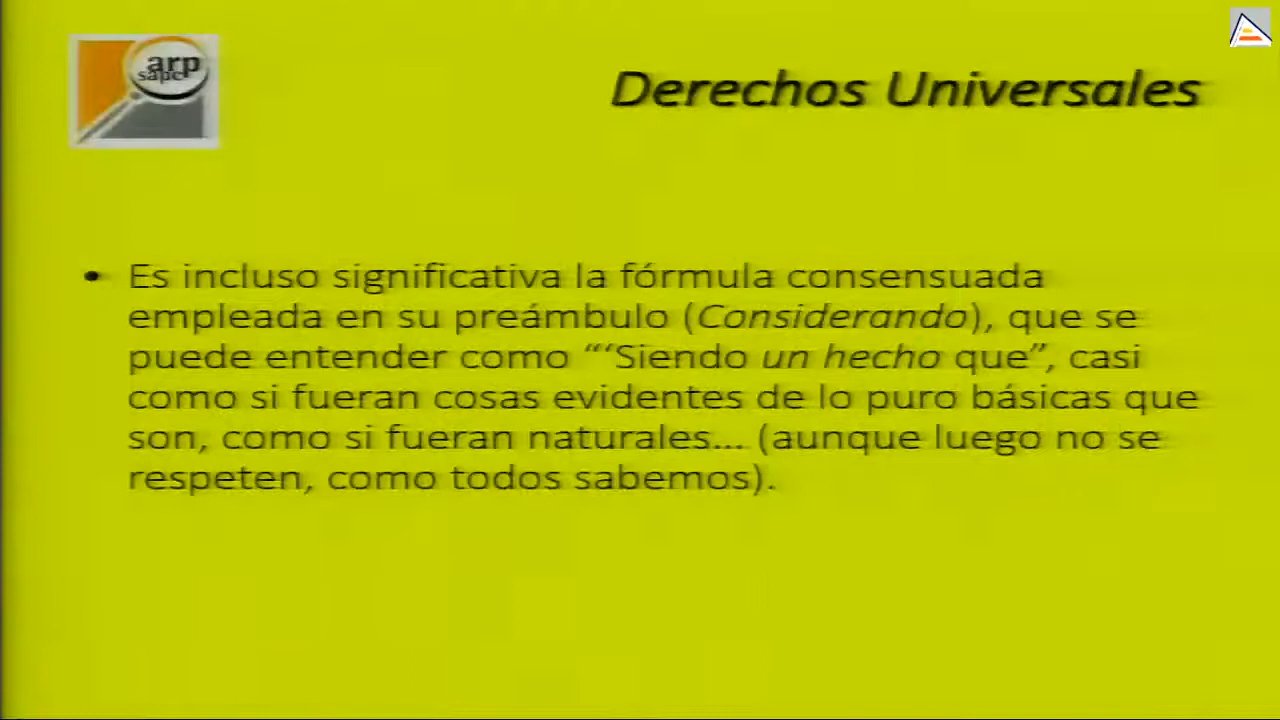 arp
sapc
Derechos Universales
• Es incluso significativa la fórmula consensuada
empleada en su preámbulo (Considerando), que se
puede entender como “‘‘Siendo un hecho que”, casi
como si fueran cosas evidentes de lo puro básicas que
son, como si fueran naturales... (aunque luego no se
respeten, como todos sabemos).